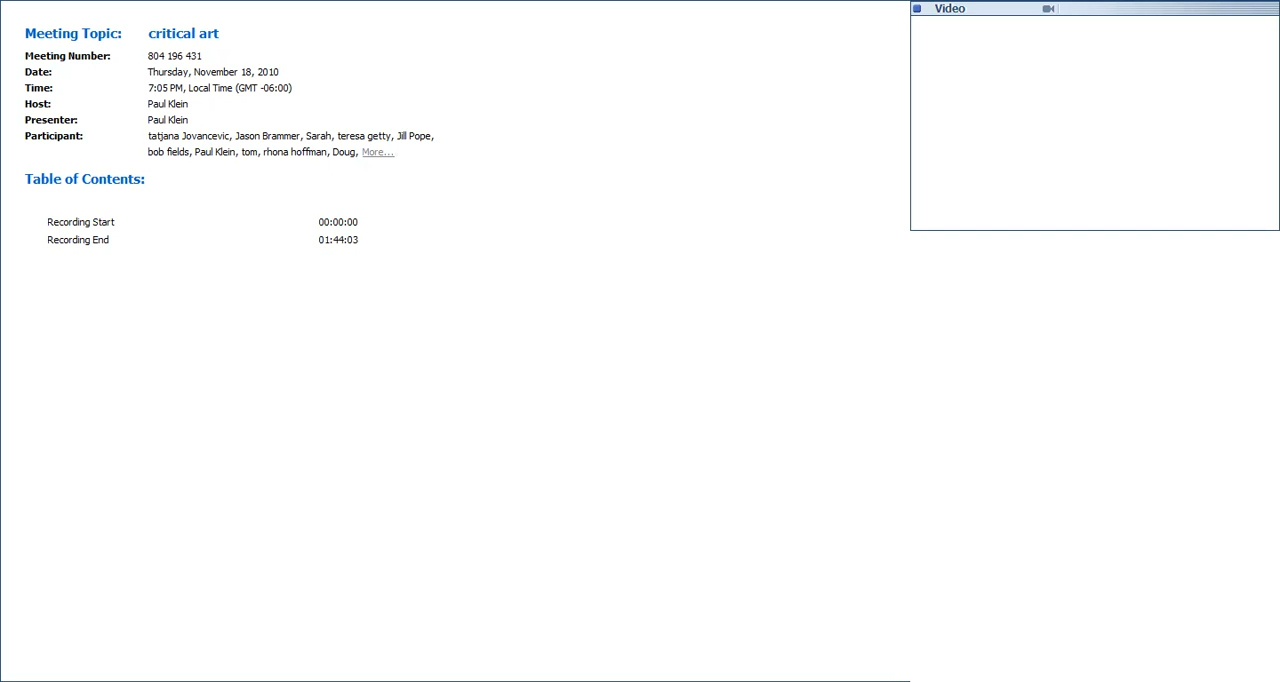 Video
Meeting Topic: critical art
Meeting Number: 804 196 431
Date: Thursday, November 18, 2010
Time: 7:05 PM, Local Time (GMT -06:00)
Host: Paul Klein
Presenter: Paul Klein
Participant: tatjana Jovancevic, Jason Brammer, Sarah, teresa getty, Jill Pope,
bob fields, Paul Klein, tom, rhona hoffman, Doug, More...
Table of Contents:
Recording Start 00:00:00
Recording End 01:44:03